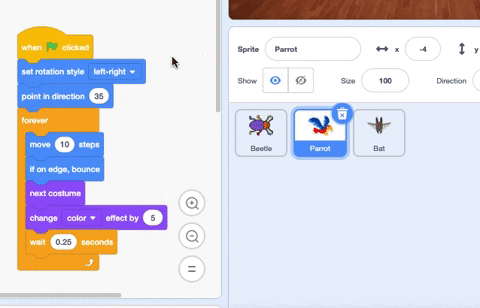 when clicked
set rotation style left-right
point in direction 35
forever
move 10 steps
if on edge, bounce
next costume
change color effect by 5
wait 0.25 seconds
Sprite Parrot x -4 y
Show Size 100 Direction
Beetle Parrot Bat